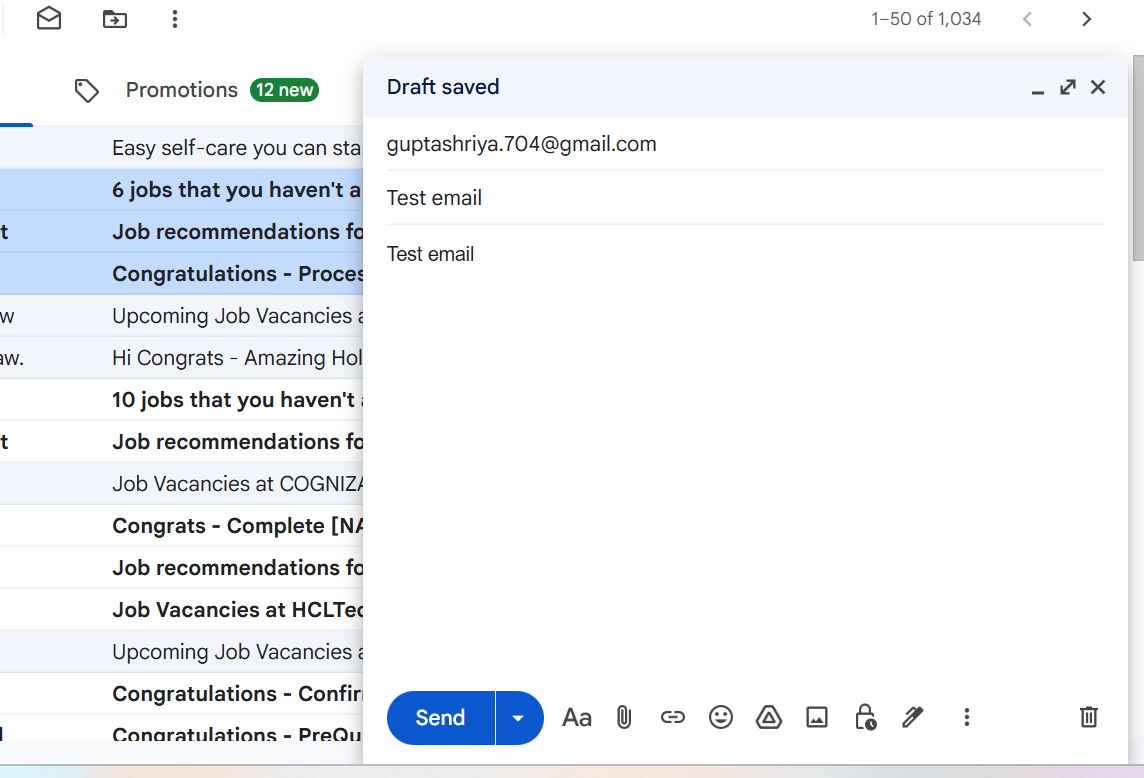 1–50 of 1,034
Promotions 12 new
Draft saved
guptashriya.704@gmail.com
Test email
Test email
Easy self-care you can sta
6 jobs that you haven't a
t Job recommendations fo
Congratulations - Proces
w Upcoming Job Vacancies a
aw. Hi Congrats - Amazing Hol
10 jobs that you haven't a
t Job recommendations fo
Job Vacancies at COGNIZA
Congrats - Complete [NA
Job recommendations fo
Job Vacancies at HCLTec
Upcoming Job Vacancies a
Congratulations - Confir
Congratulations - PreQu
Send Aa